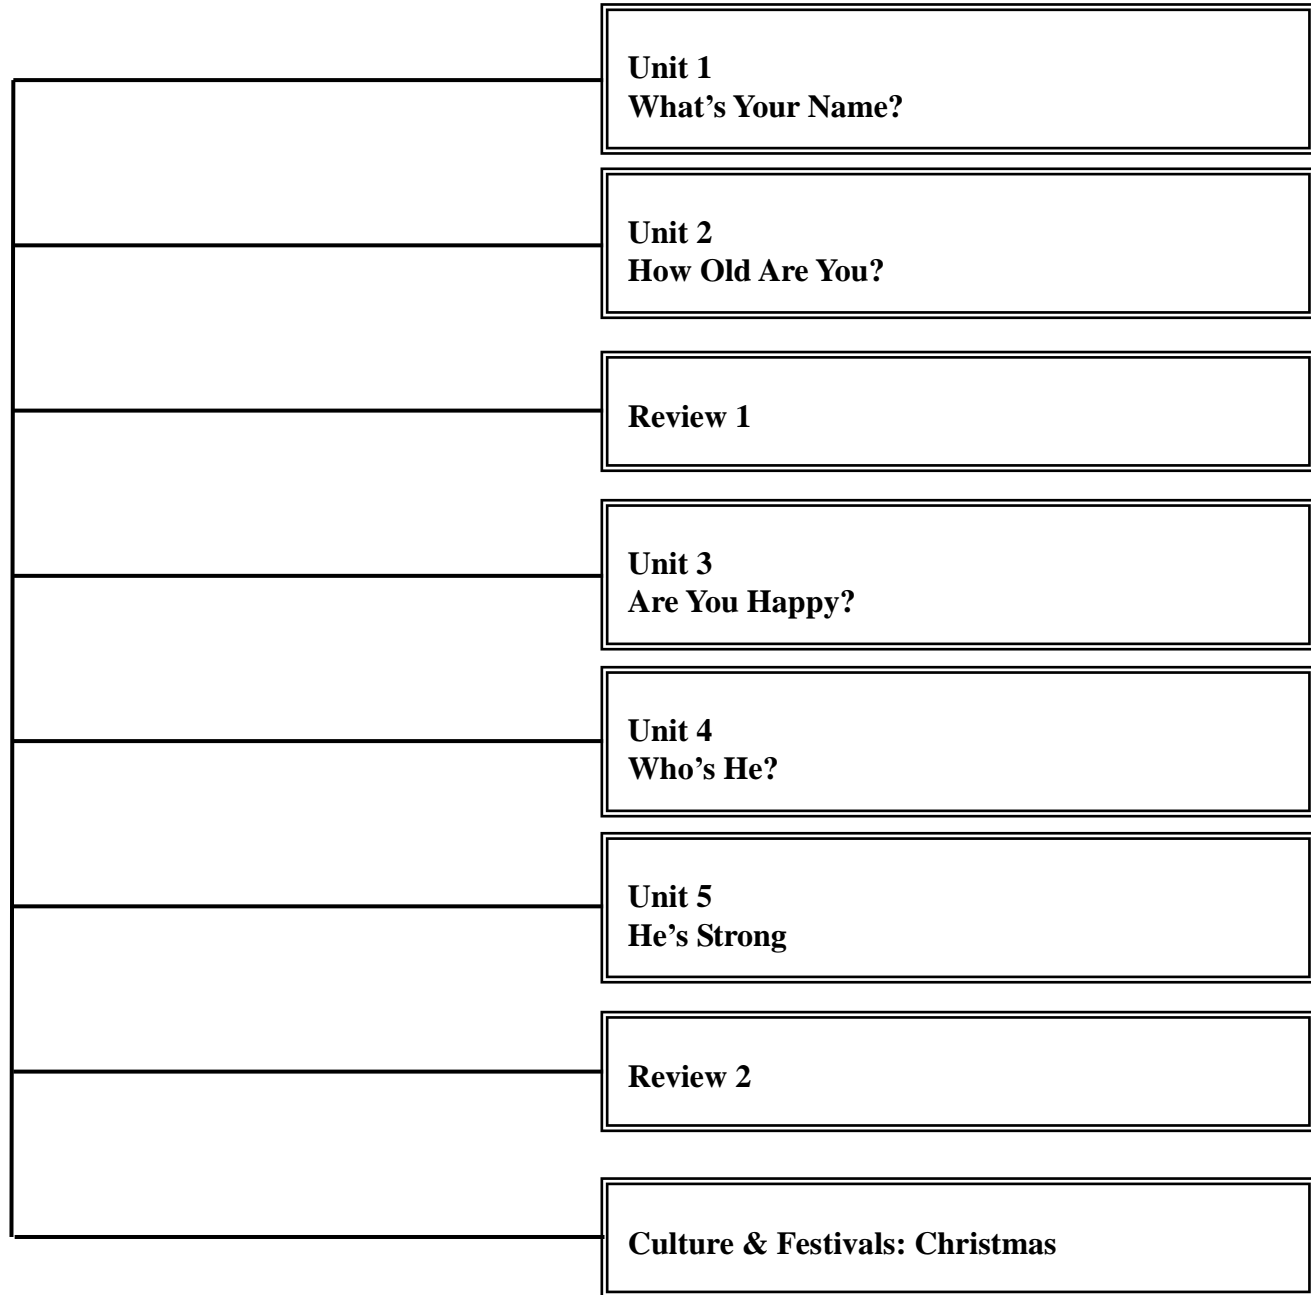 Unit 1
What’s Your Name?
Unit 2
How Old Are You?
Review 1
Unit 3
Are You Happy?
Unit 4
Who’s He?
Unit 5
He’s Strong
Review 2
Culture & Festivals: Christmas